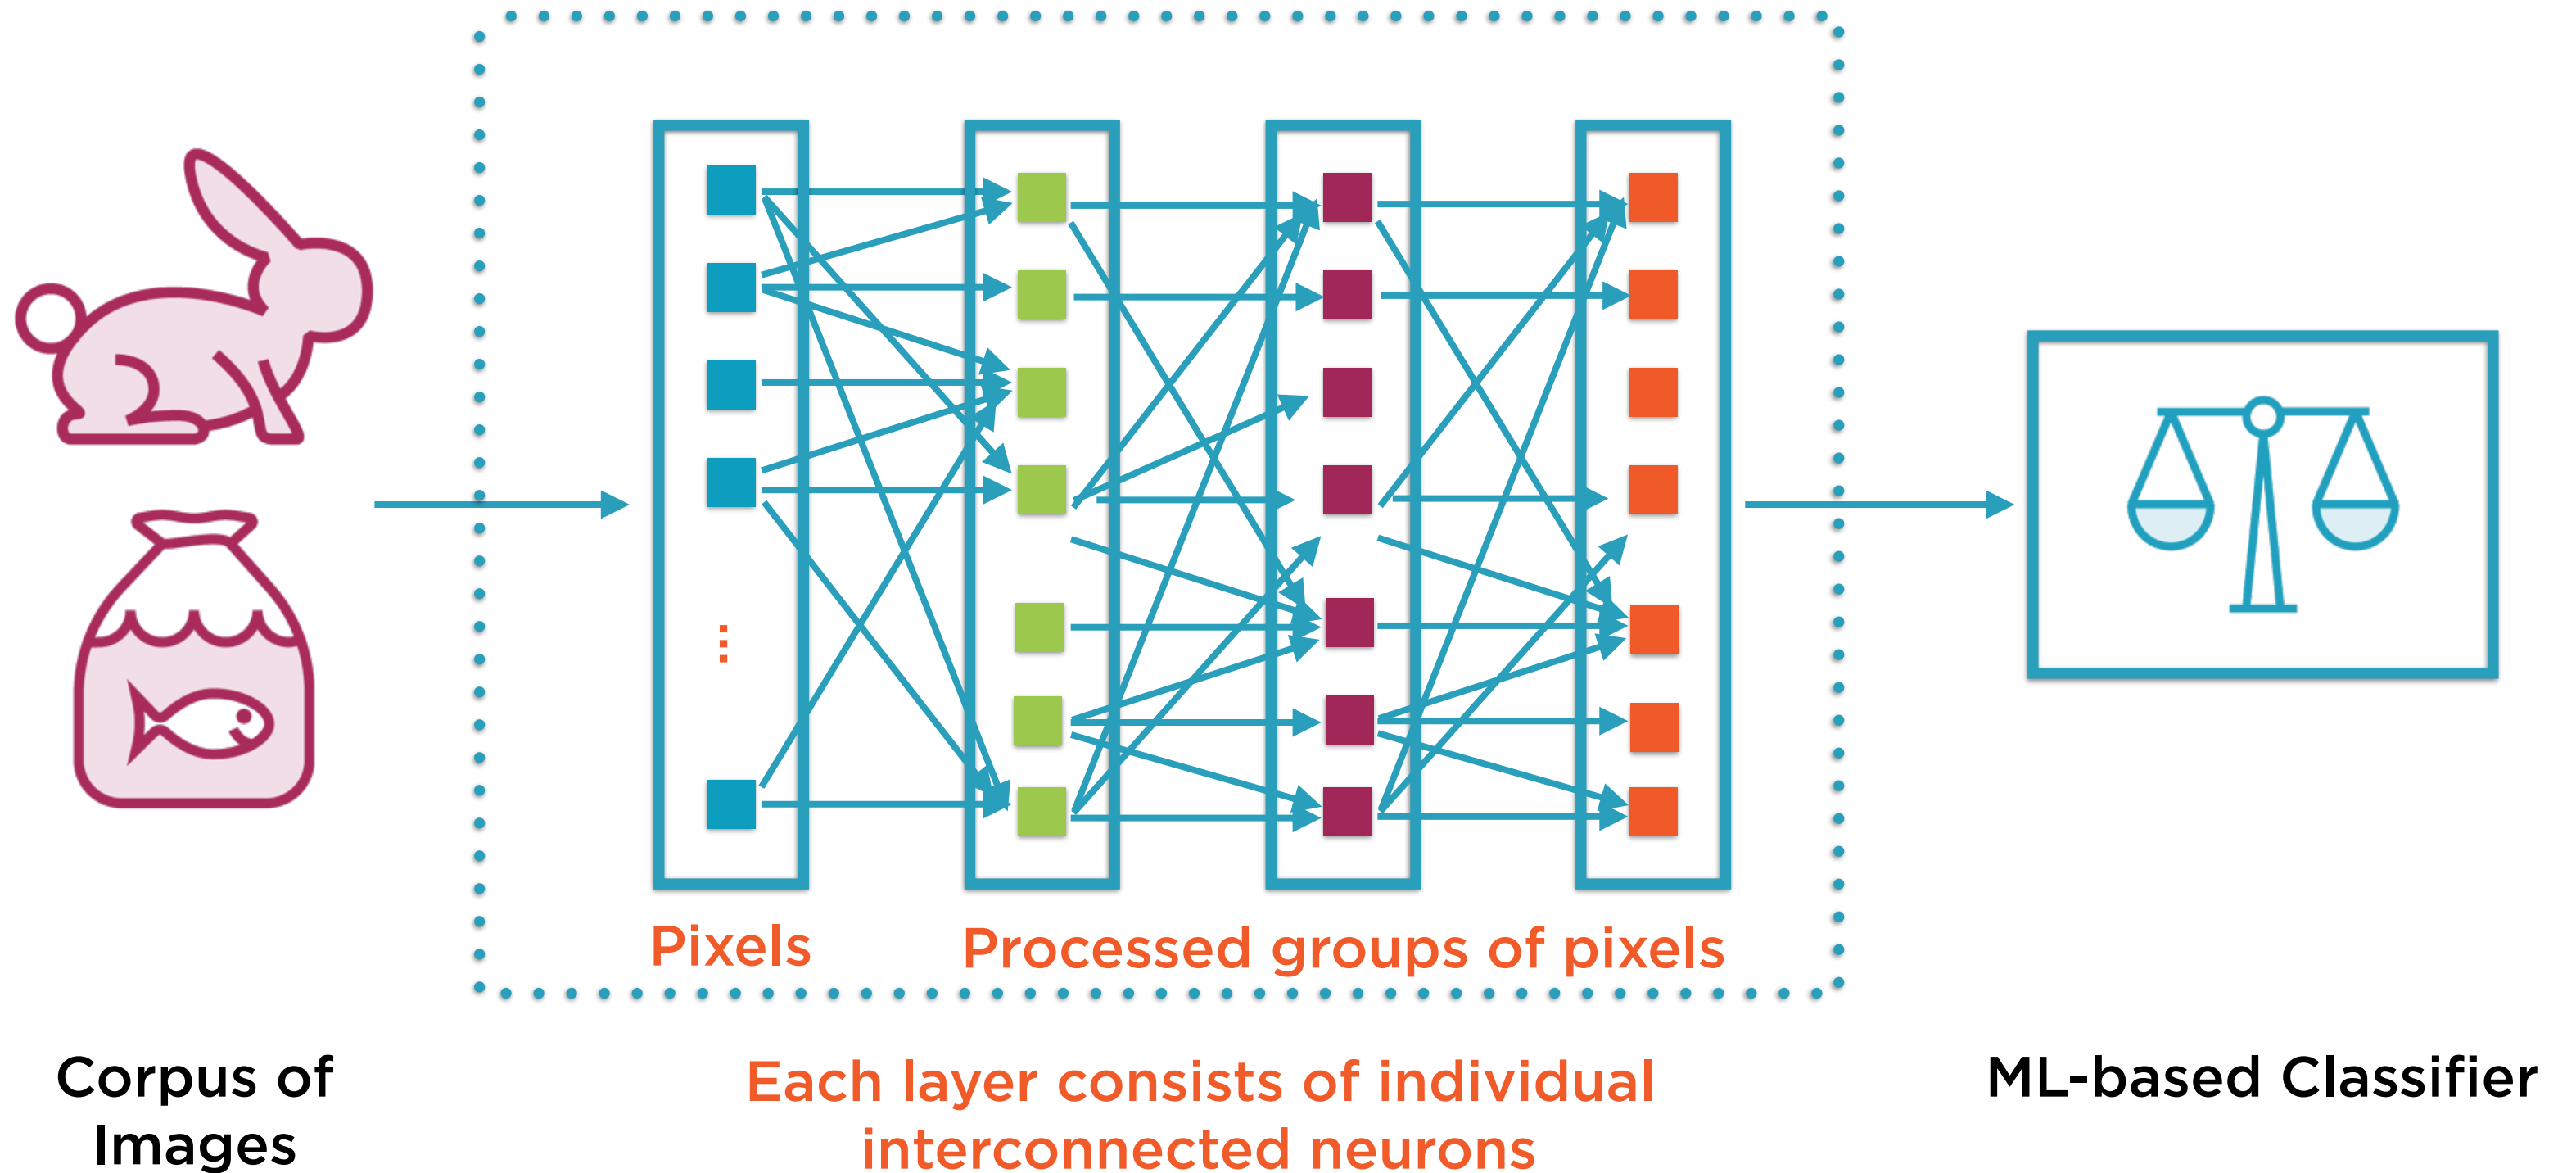 Pixels
Processed groups of pixels
Corpus of
Images
Each layer consists of individual
interconnected neurons
ML-based Classifier